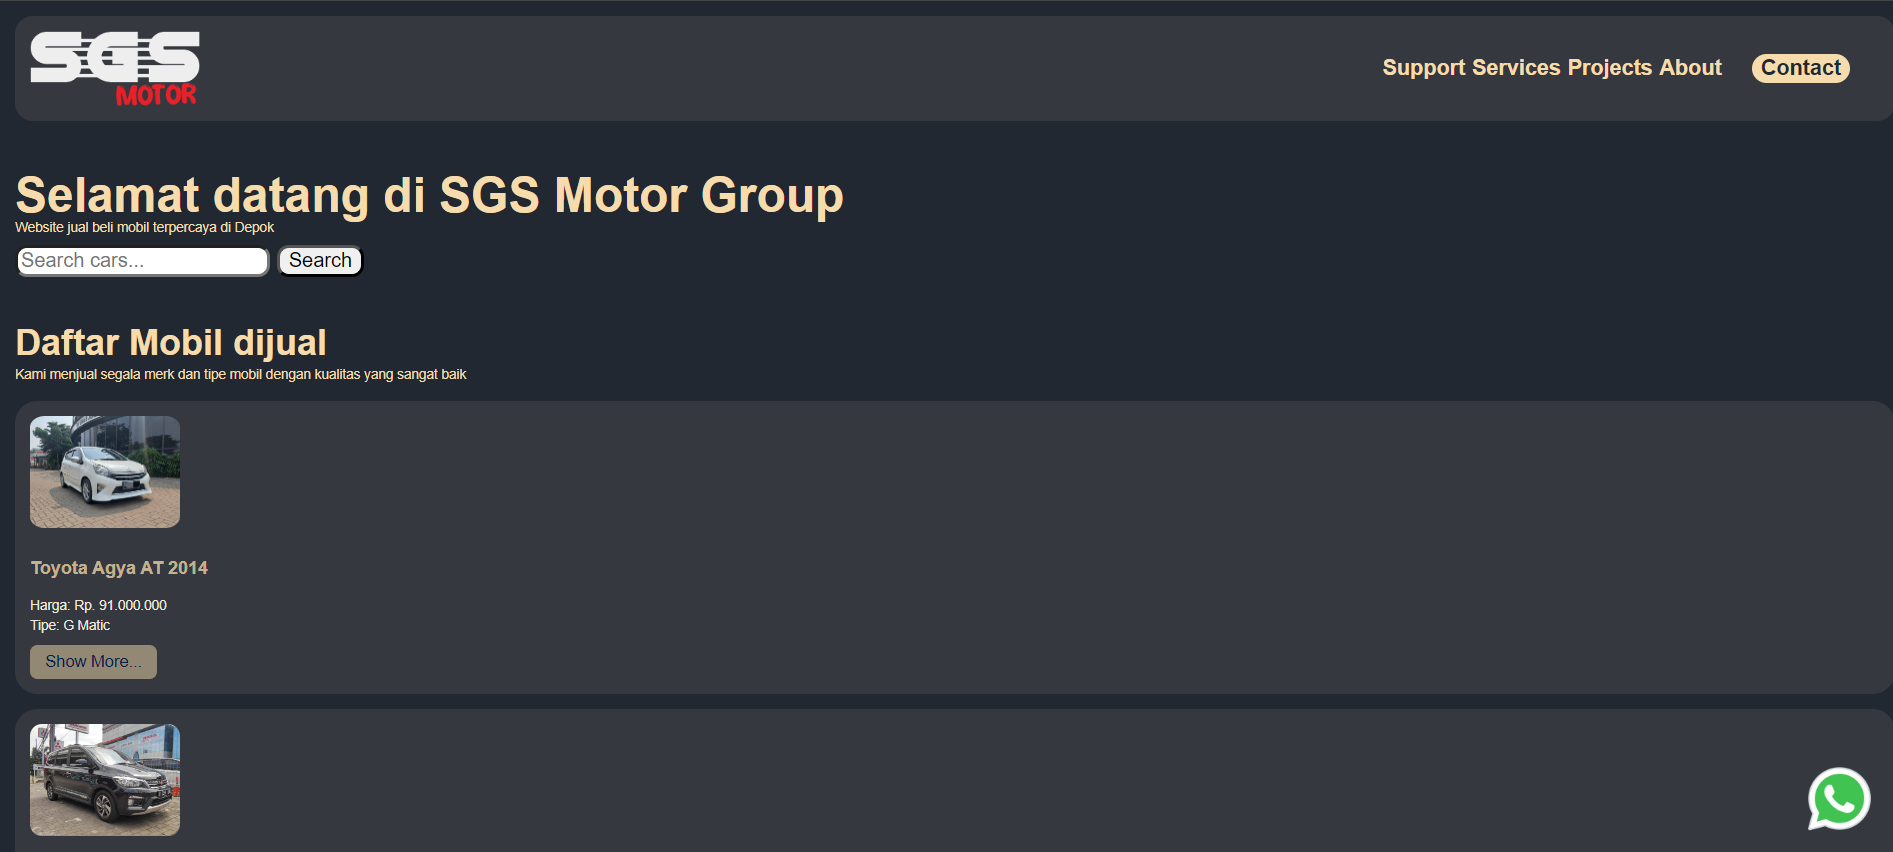 SGS
MOTOR
Support Services Projects About Contact
Selamat datang di SGS Motor Group
Website jual beli mobil terpercaya di Depok
Search cars... Search
Daftar Mobil dijual
Kami menjual segala merk dan tipe mobil dengan kualitas yang sangat baik
Toyota Agya AT 2014
Harga: Rp. 91.000.000
Tipe: G Matic
Show More...